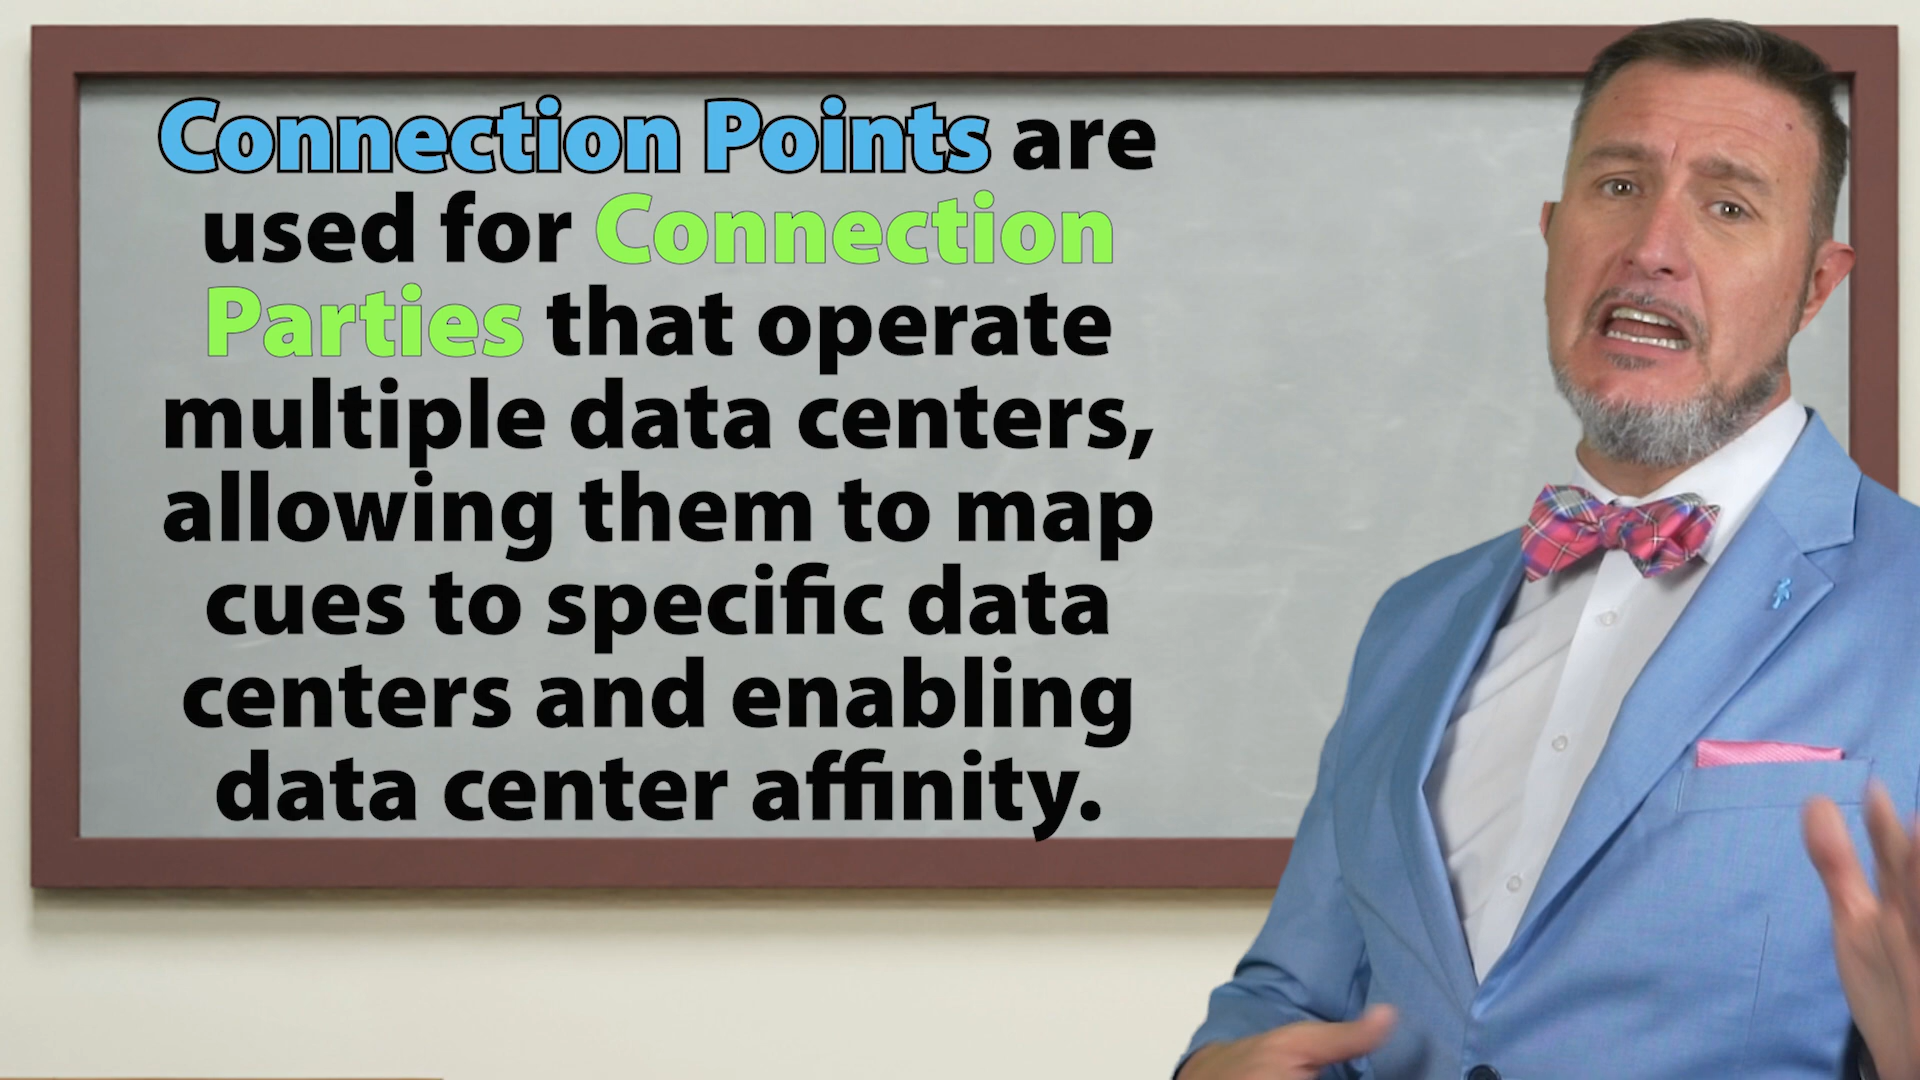 Connection Points are
used for Connection
Parties that operate
multiple data centers,
allowing them to map
cues to specific data
centers and enabling
data center affinity.